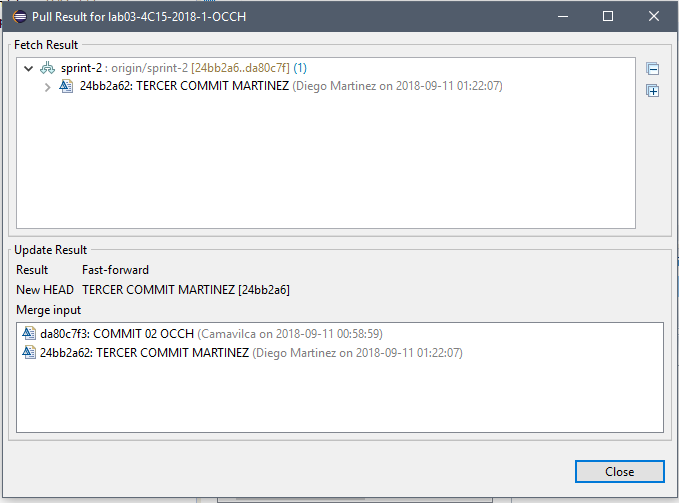 Pull Result for lab03-4C15-2018-1-OCCH
Fetch Result
sprint-2 : origin/sprint-2 [24bb2a6..da80c7f] (1)
24bb2a62: TERCER COMMIT MARTINEZ (Diego Martinez on 2018-09-11 01:22:07)
Update Result
Result Fast-forward
New HEAD TERCER COMMIT MARTINEZ [24bb2a6]
Merge input
da80c7f3: COMMIT 02 OCCH (Camavilca on 2018-09-11 00:58:59)
24bb2a62: TERCER COMMIT MARTINEZ (Diego Martinez on 2018-09-11 01:22:07)
Close